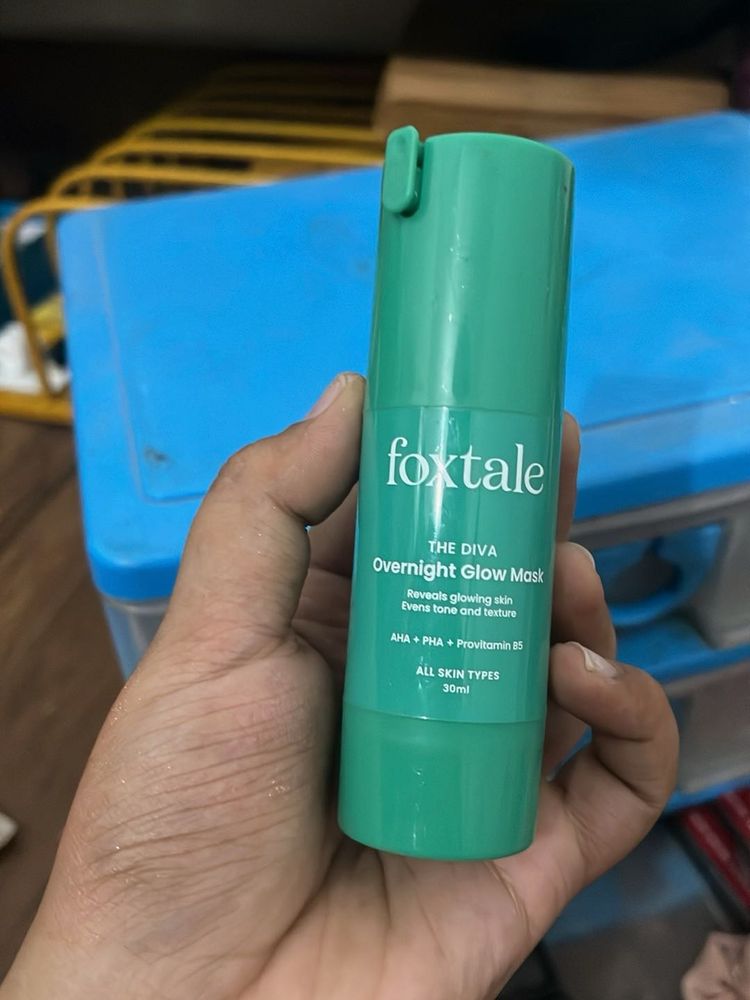 foxtale
THE DIVA
Overnight Glow Mask
Reveals glowing skin
Evens tone and texture
AHA + PHA + Provitamin B5
ALL SKIN TYPES
30ml